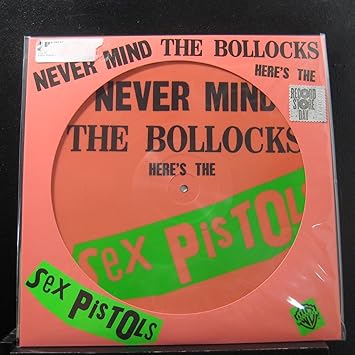 NEVER MIND THE BOLLOCKS
HERE'S THE
RECORD STORE DAY
NEVER MIND
THE BOLLOCKS
HERE'S THE
SEX PISTOLS
SEX PISTOLS